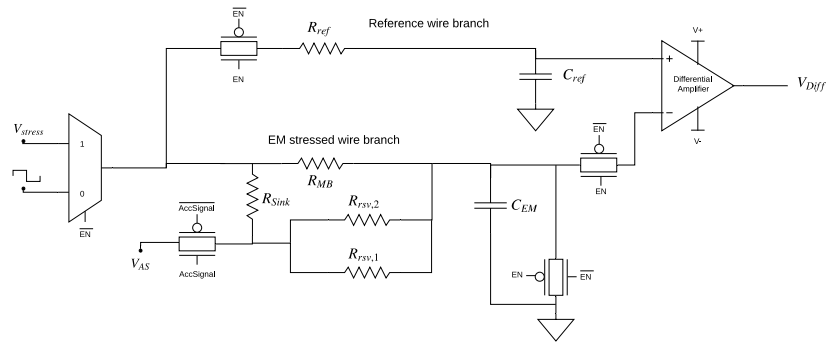 EN
R_ref
Reference wire branch
V+
EN
C_ref
+
Differential
Amplifier
V_Diff
V_stress
1
EM stressed wire branch
EN
−
V-
0
R_MB
EN
R_Sink
R_rsv,2
C_EM
EN
AccSignal
V_AS
AccSignal
R_rsv,1
EN
EN